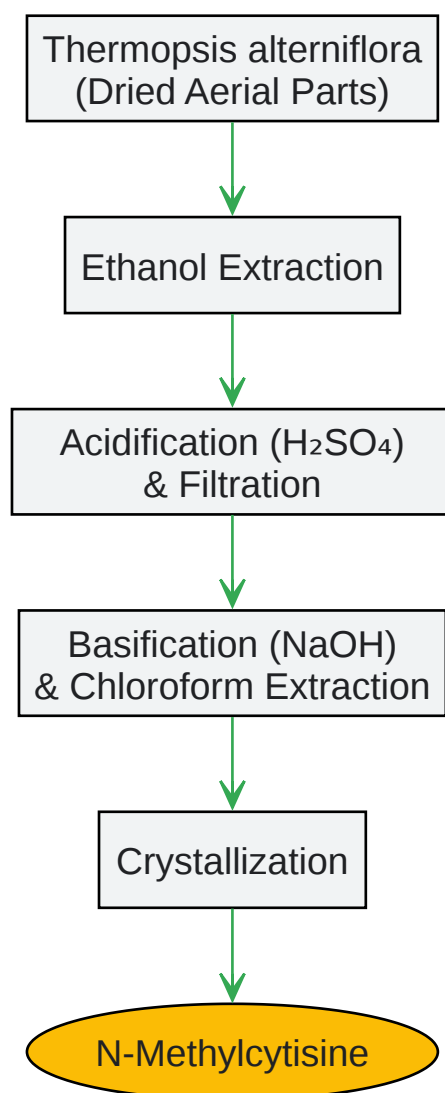 Thermopsis alterniflora
(Dried Aerial Parts)
Ethanol Extraction
Acidification (H₂SO₄)
& Filtration
Basification (NaOH)
& Chloroform Extraction
Crystallization
N-Methylcytisine